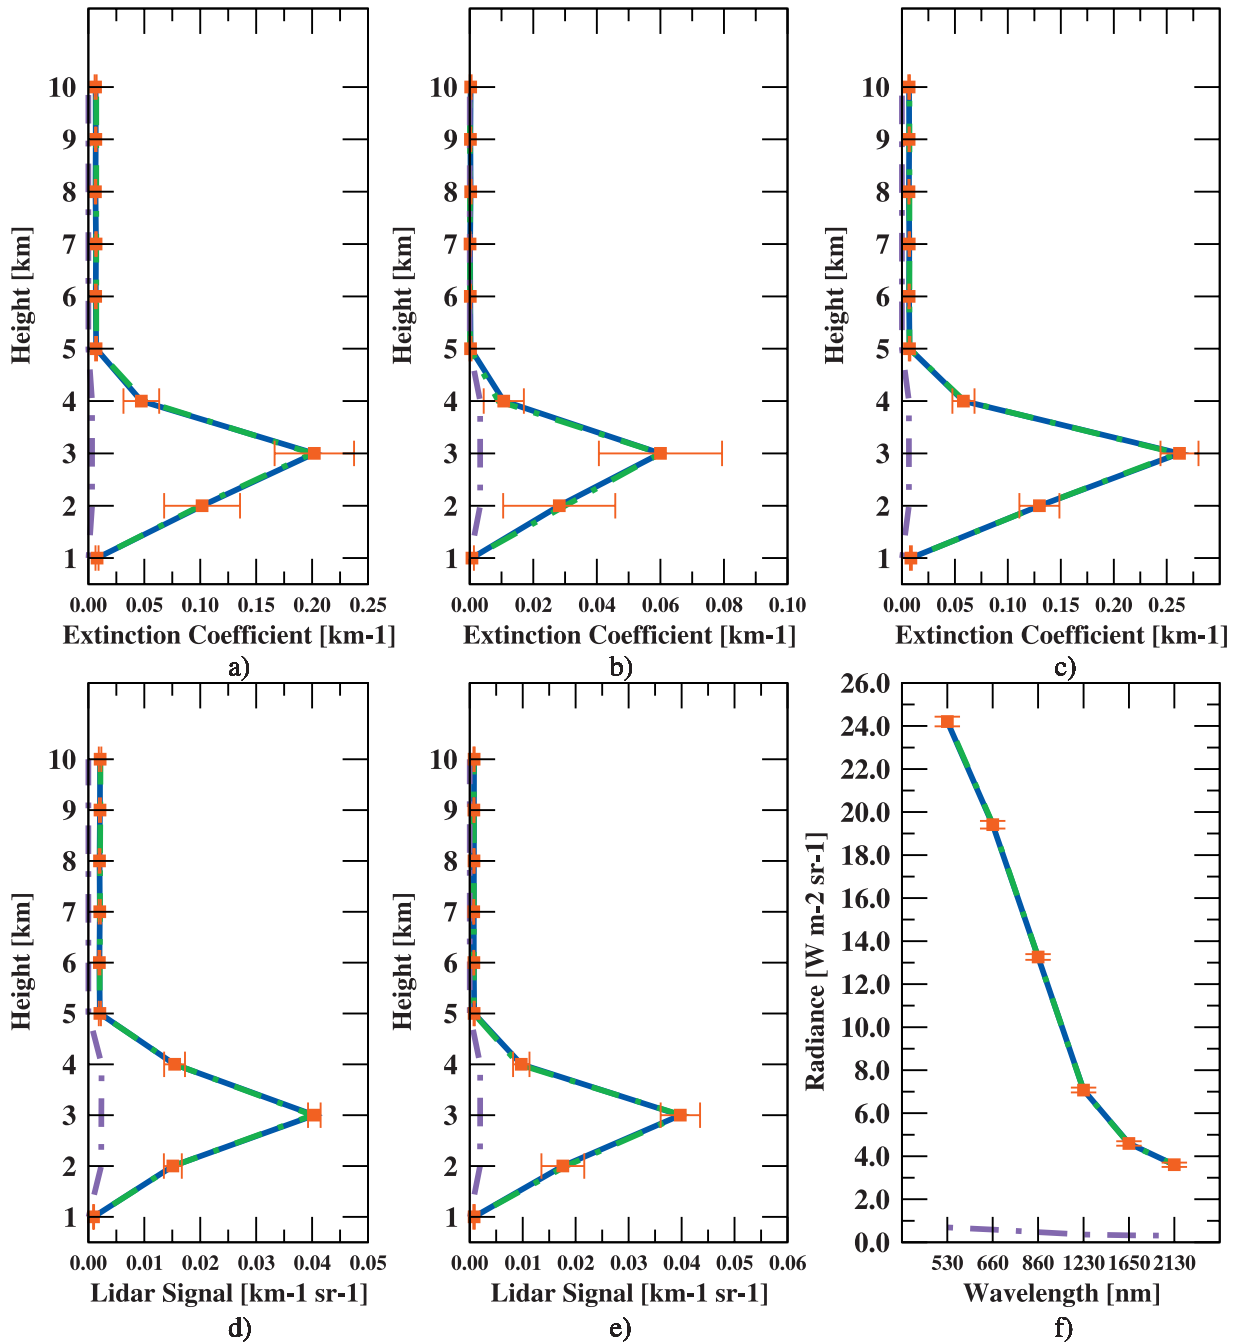 10
9
8
7
6
5
4
3
2
1
Height [km]
0.00 0.05 0.10 0.15 0.20 0.25
Extinction Coefficient [km-1]
a)
10
9
8
7
6
5
4
3
2
1
Height [km]
0.00 0.02 0.04 0.06 0.08 0.10
Extinction Coefficient [km-1]
b)
10
9
8
7
6
5
4
3
2
1
Height [km]
0.00 0.05 0.10 0.15 0.20 0.25
Extinction Coefficient [km-1]
c)
10
9
8
7
6
5
4
3
2
1
Height [km]
0.00 0.01 0.02 0.03 0.04 0.05
Lidar Signal [km-1 sr-1]
d)
10
9
8
7
6
5
4
3
2
1
Height [km]
0.00 0.01 0.02 0.03 0.04 0.05 0.06
Lidar Signal [km-1 sr-1]
e)
26.0
24.0
22.0
20.0
18.0
16.0
14.0
12.0
10.0
8.0
6.0
4.0
2.0
0.0
Radiance [W m-2 sr-1]
530 660 860 1230 1650 2130
Wavelength [nm]
f)